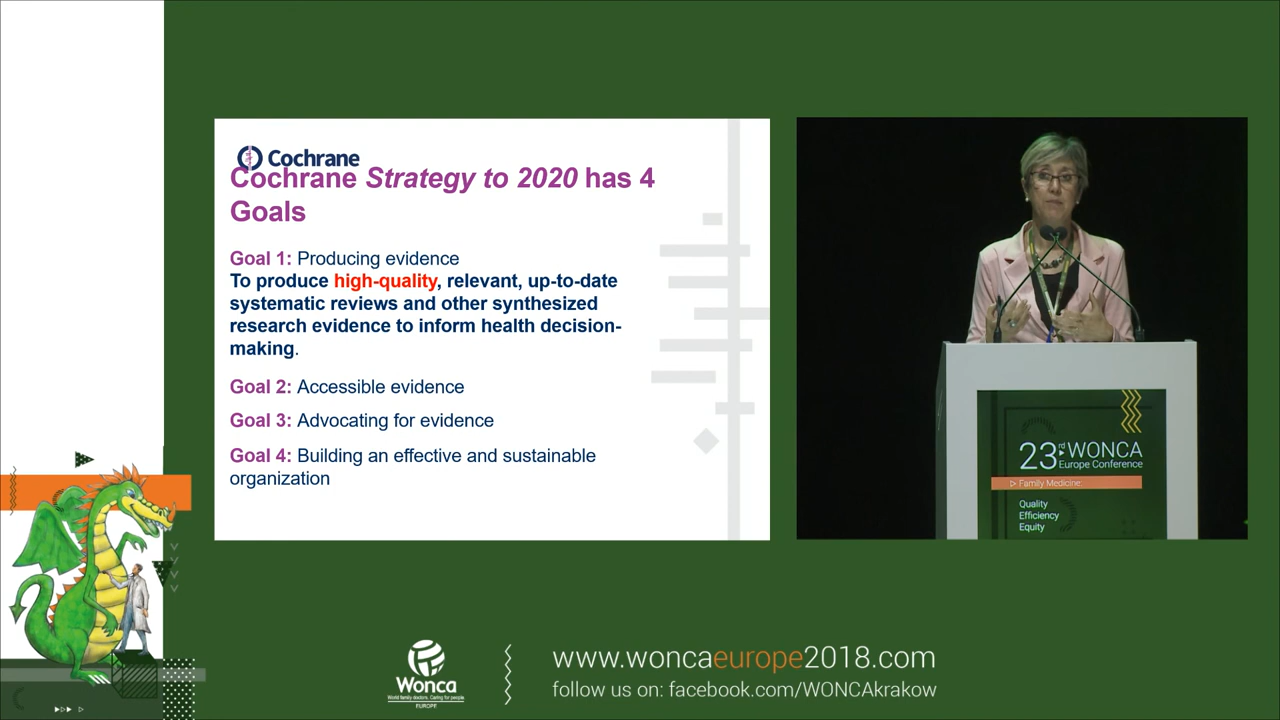 Cochrane
Cochrane Strategy to 2020 has 4
Goals
Goal 1: Producing evidence
To produce high-quality, relevant, up-to-date
systematic reviews and other synthesized
research evidence to inform health decision-
making.
Goal 2: Accessible evidence
Goal 3: Advocating for evidence
Goal 4: Building an effective and sustainable
organization
23rd WONCA
Europe Conference
Family Medicine:
Quality
Efficiency
Equity
Wonca
World family doctors. Caring for people.
EUROPE
www.woncaeurope2018.com
follow us on: facebook.com/WONCAkrakow